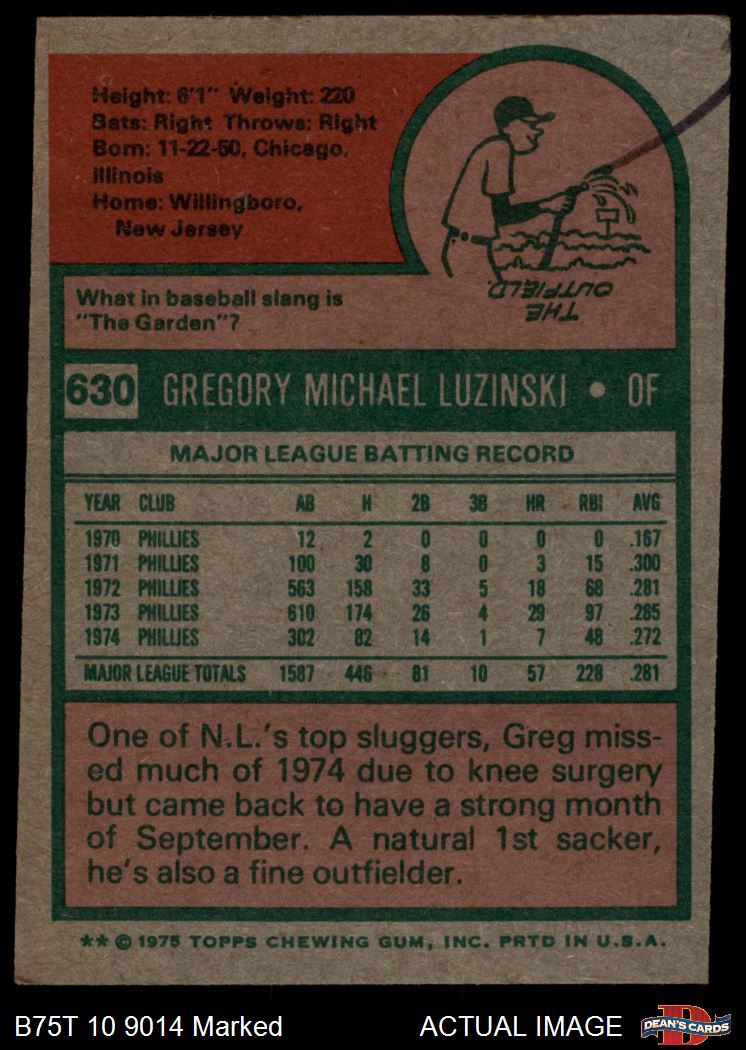 Height: 6'1" Weight: 220
Bats: Right Throws: Right
Born: 11-22-50, Chicago,
Illinois
Home: Willingboro,
New Jersey
THE
OUTFIELD.
What in baseball slang is
"The Garden"?
630 GREGORY MICHAEL LUZINSKI • OF
MAJOR LEAGUE BATTING RECORD
YEAR CLUB AB H 2B 3B HR RBI AVG
1970 PHILLIES 12 2 0 0 0 0 .167
1971 PHILLIES 100 30 8 0 3 15 .300
1972 PHILLIES 563 158 33 5 18 68 .281
1973 PHILLIES 610 174 26 4 29 97 .285
1974 PHILLIES 302 82 14 1 7 48 .272
MAJOR LEAGUE TOTALS 1587 446 81 10 57 228 .281
One of N.L.'s top sluggers, Greg miss-
ed much of 1974 due to knee surgery
but came back to have a strong month
of September. A natural 1st sacker,
he's also a fine outfielder.
** © 1975 TOPPS CHEWING GUM, INC. PRTD IN U.S.A.
B75T 10 9014 Marked ACTUAL IMAGE
D
DEAN'S CARDS